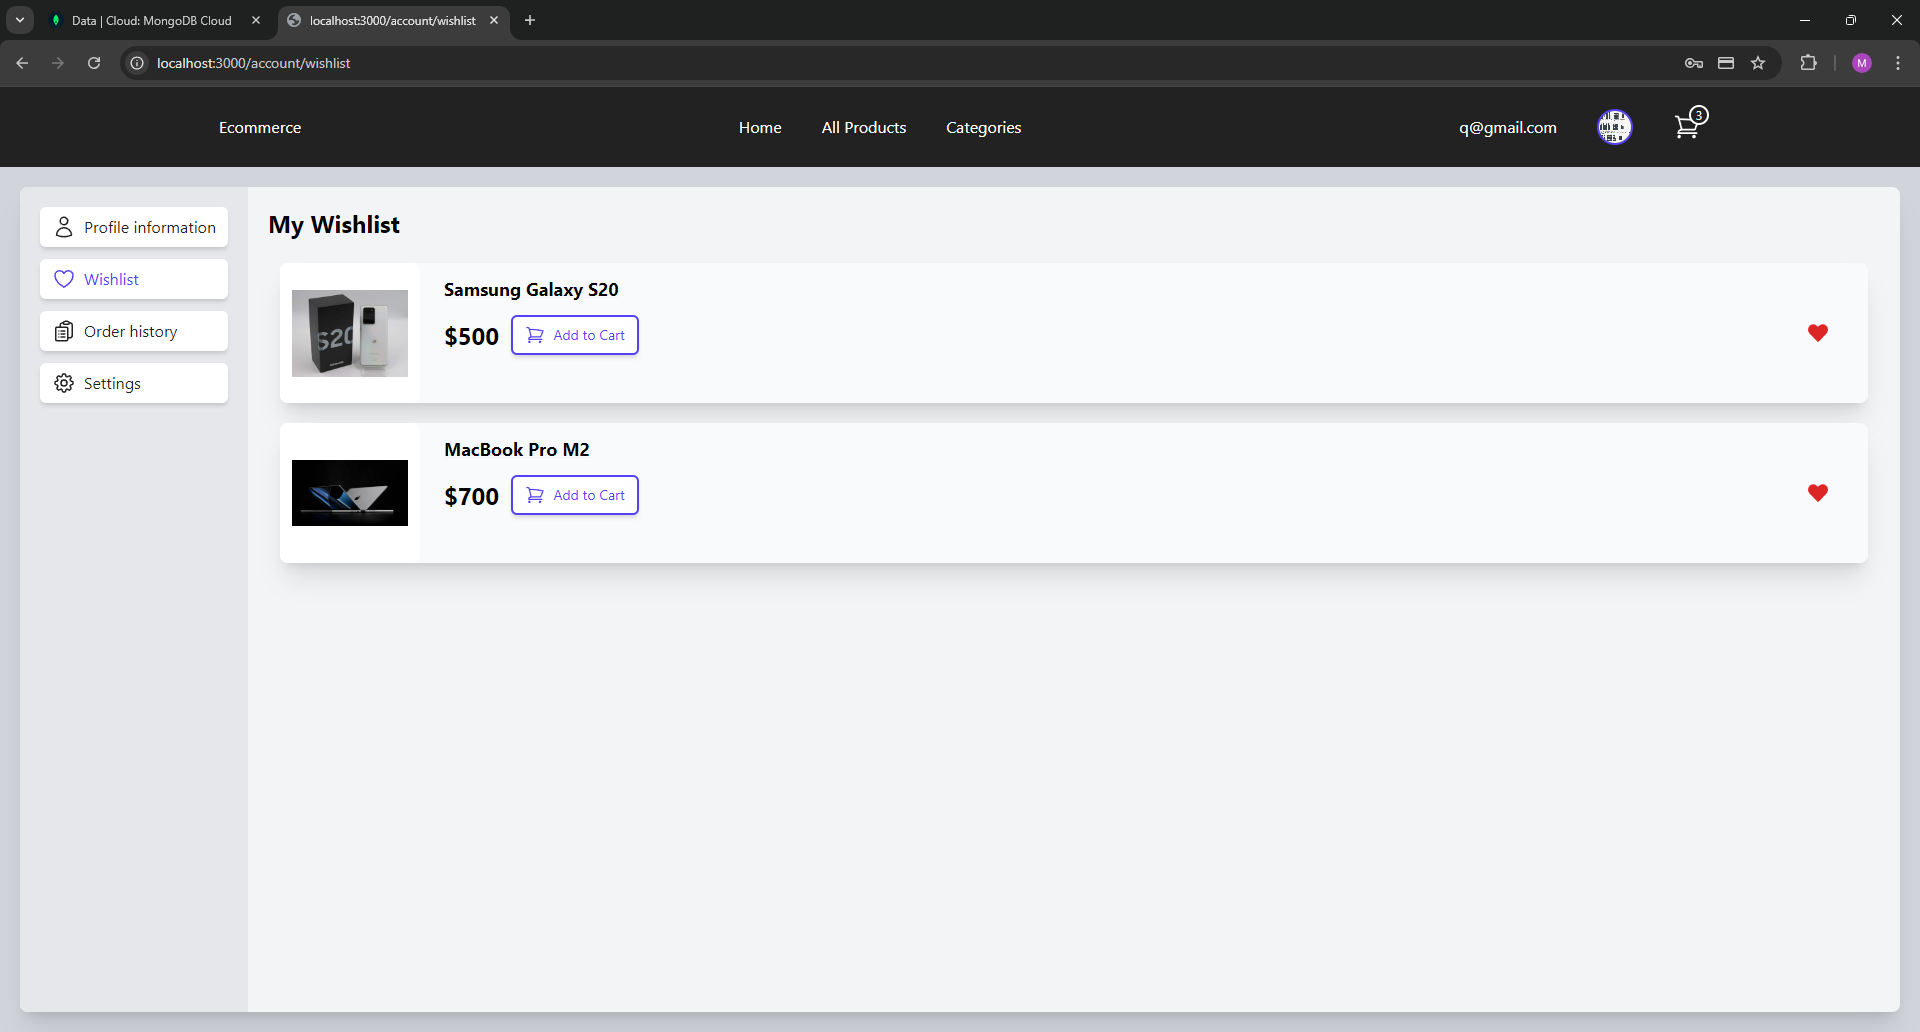 Data | Cloud: MongoDB Cloud
localhost:3000/account/wishlist
localhost:3000/account/wishlist
M
Ecommerce
Home
All Products
Categories
q@gmail.com
3
Profile information
Wishlist
Order history
Settings
My Wishlist
S20
Samsung Galaxy S20
$500
Add to Cart
MacBook Pro M2
$700
Add to Cart